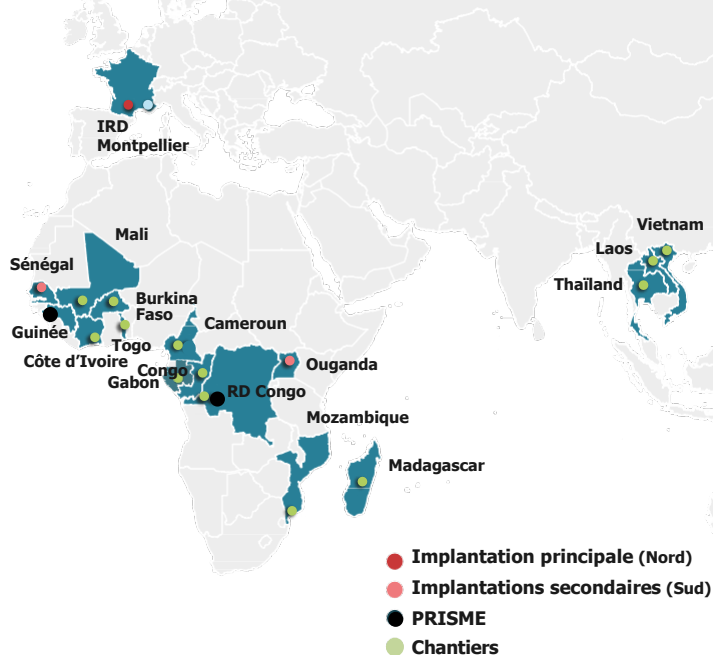 IRD
Montpellier
Mali
Sénégal
Burkina
Faso
Guinée
Togo
Côte d'Ivoire
Cameroun
Congo
Gabon
RD Congo
Ouganda
Mozambique
Madagascar
Vietnam
Laos
Thaïland
Implantation principale (Nord)
Implantations secondaires (Sud)
PRISME
Chantiers